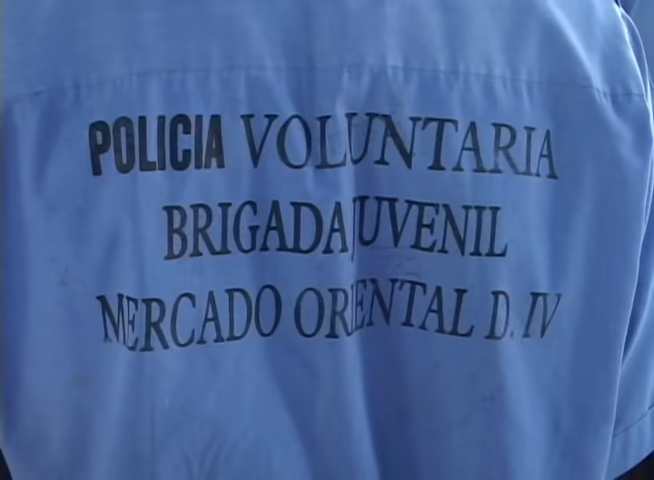 POLICIA VOLUNTARIA
BRIGADA JUVENIL
MERCADO ORIENTAL D. IV